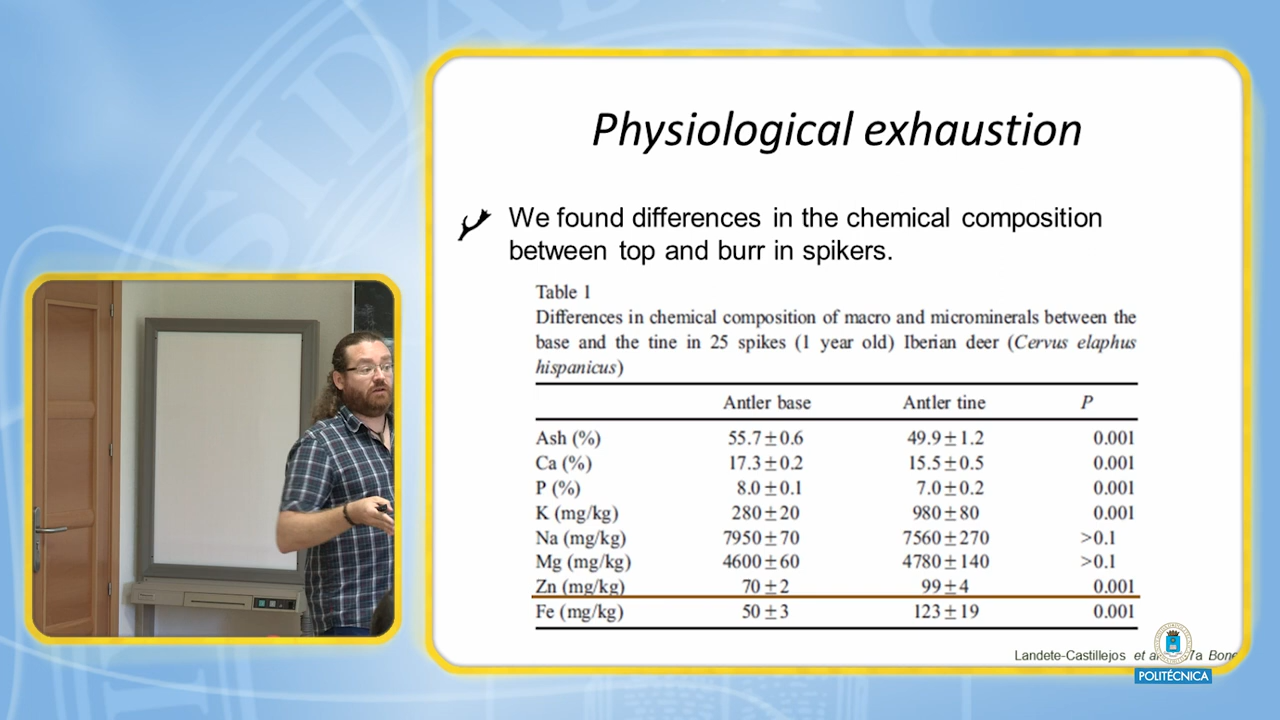 Physiological exhaustion
We found differences in the chemical composition
between top and burr in spikers.
Table 1
Differences in chemical composition of macro and microminerals between the
base and the tine in 25 spikes (1 year old) Iberian deer (Cervus elaphus
hispanicus)
Antler base Antler tine P
Ash (%) 55.7±0.6 49.9±1.2 0.001
Ca (%) 17.3±0.2 15.5±0.5 0.001
P (%) 8.0±0.1 7.0±0.2 0.001
K (mg/kg) 280±20 980±80 0.001
Na (mg/kg) 7950±70 7560±270 >0.1
Mg (mg/kg) 4600±60 4780±140 >0.1
Zn (mg/kg) 70±2 99±4 0.001
Fe (mg/kg) 50±3 123±19 0.001
Landete-Castillejos et 7a Bone
POLITÉCNICA